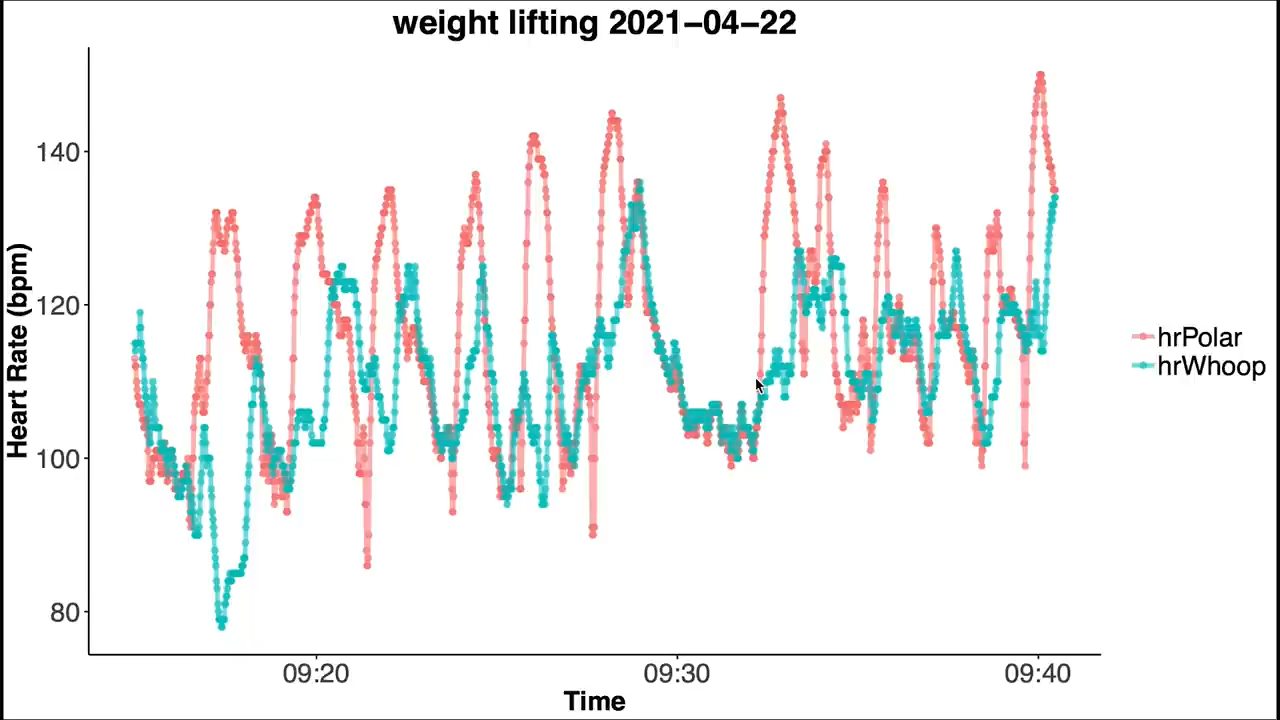 weight lifting 2021−04−22
Heart Rate (bpm)
140
120
100
80
09:20
09:30
09:40
Time
hrPolar
hrWhoop